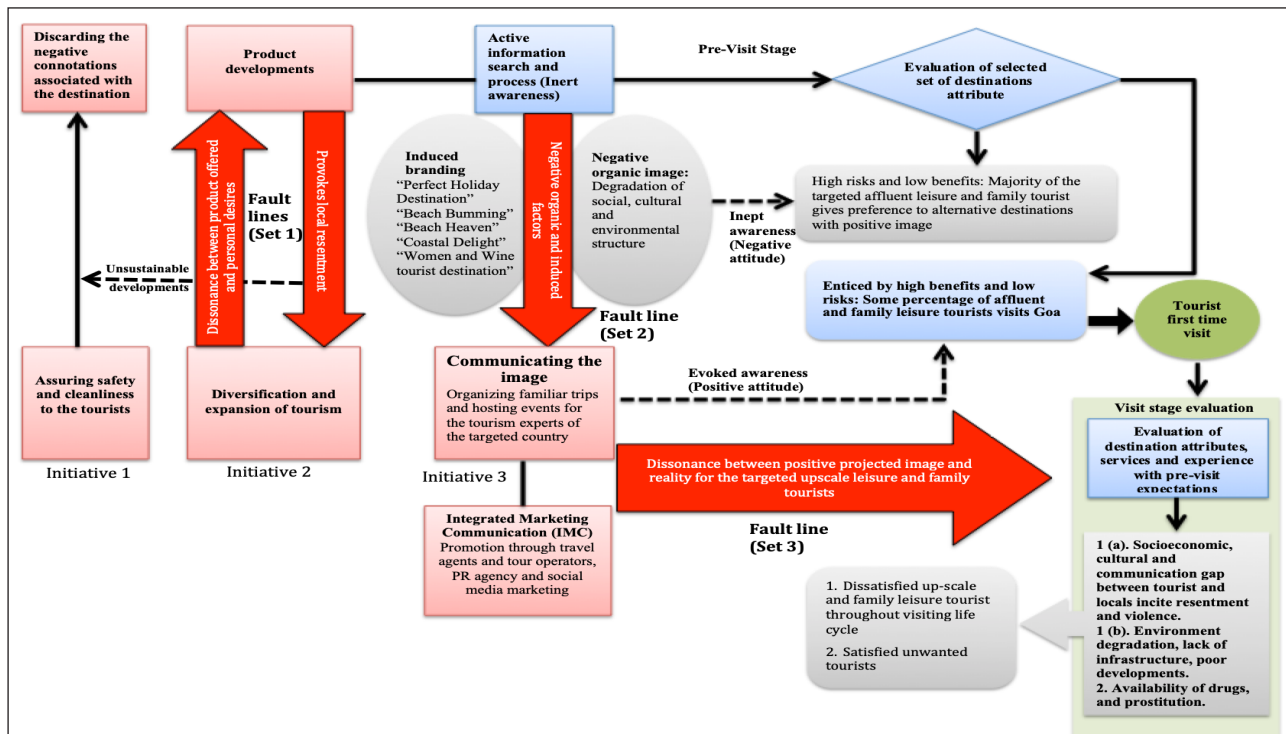 Discarding the
negative
connotations
associated with
the destination
Product
developments
Active
information
search and
process (Inert
awareness)
Pre-Visit Stage
Evaluation of selected
set of destinations
attribute
Dissonance between product offered
and personal desires
Fault
lines
(Set 1)
Provokes local resentment
Induced
branding
“Perfect Holiday
Destination”
“Beach Bumming”
“Beach Heaven”
“Coastal Delight”
“Women and Wine
tourist destination”
Negative organic and induced
factors
Negative
organic image:
Degradation of
social, cultural
and
environmental
structure
Inept
awareness
(Negative
attitude)
High risks and low benefits: Majority of the
targeted affluent leisure and family tourist
gives preference to alternative destinations
with positive image
Unsustainable
developments
Fault line
(Set 2)
Enticed by high benefits and low
risks: Some percentage of affluent
and family leisure tourists visits Goa
Tourist
first time
visit
Assuring safety
and cleanliness to
the tourists
Initiative 1
Diversification and
expansion of tourism
Initiative 2
Communicating the
image
Organizing familiar trips
and hosting events for
the tourism experts of
the targeted country
Initiative 3
Evoked awareness
(Positive attitude)
Integrated Marketing
Communication (IMC)
Promotion through travel
agents and tour operators,
PR agency and social
media marketing
Dissonance between positive projected image and
reality for the targeted upscale leisure and family
tourists
Fault line
(Set 3)
Visit stage evaluation
Evaluation of
destination attributes,
services and experience
with pre-visit
expectations
1 (a). Socioeconomic,
cultural and
communication gap
between tourist and
locals incite resentment
and violence.
1 (b). Environment
degradation, lack of
infrastructure, poor
developments.
2. Availability of drugs,
and prostitution.
1. Dissatisfied up-scale
and family leisure tourist
throughout visiting life
cycle
2. Satisfied unwanted
tourists